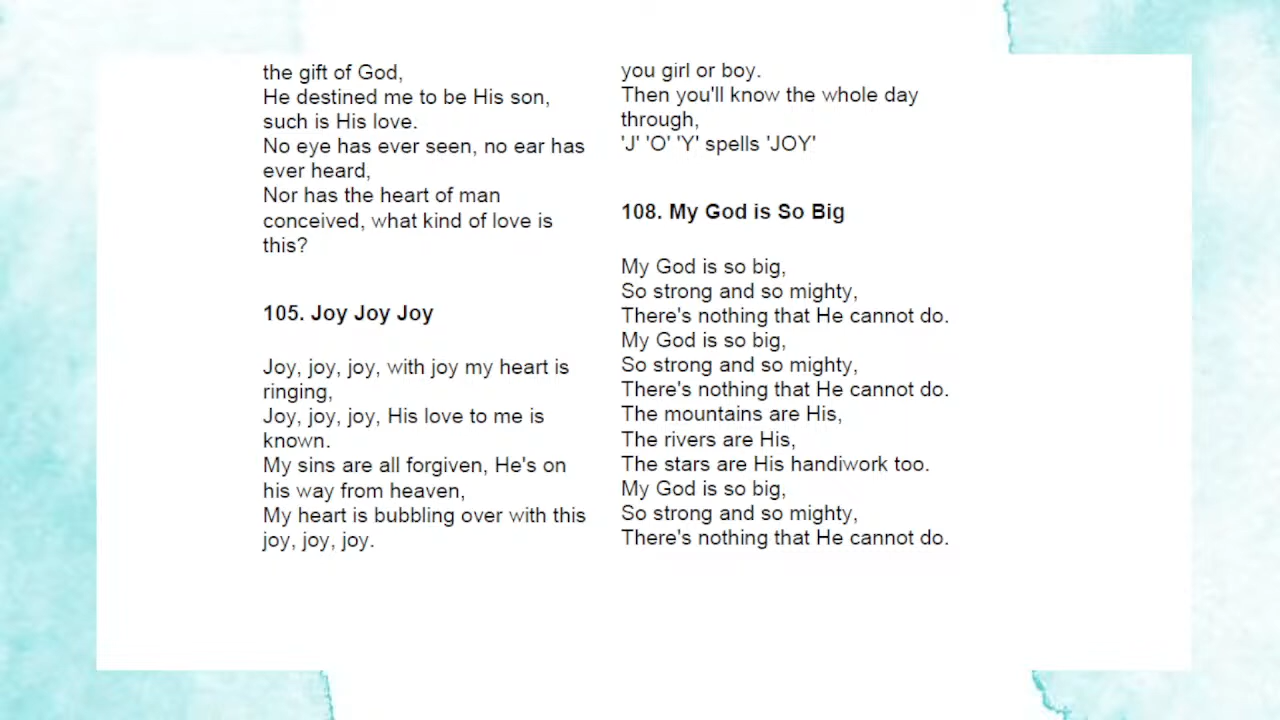 the gift of God,
He destined me to be His son,
such is His love.
No eye has ever seen, no ear has
ever heard,
Nor has the heart of man
conceived, what kind of love is
this?
105. Joy Joy Joy
Joy, joy, joy, with joy my heart is
ringing,
Joy, joy, joy, His love to me is
known.
My sins are all forgiven, He's on
his way from heaven,
My heart is bubbling over with this
joy, joy, joy.
you girl or boy.
Then you'll know the whole day
through,
'J' 'O' 'Y' spells 'JOY'
108. My God is So Big
My God is so big,
So strong and so mighty,
There's nothing that He cannot do.
My God is so big,
So strong and so mighty,
There's nothing that He cannot do.
The mountains are His,
The rivers are His,
The stars are His handiwork too.
My God is so big,
So strong and so mighty,
There's nothing that He cannot do.